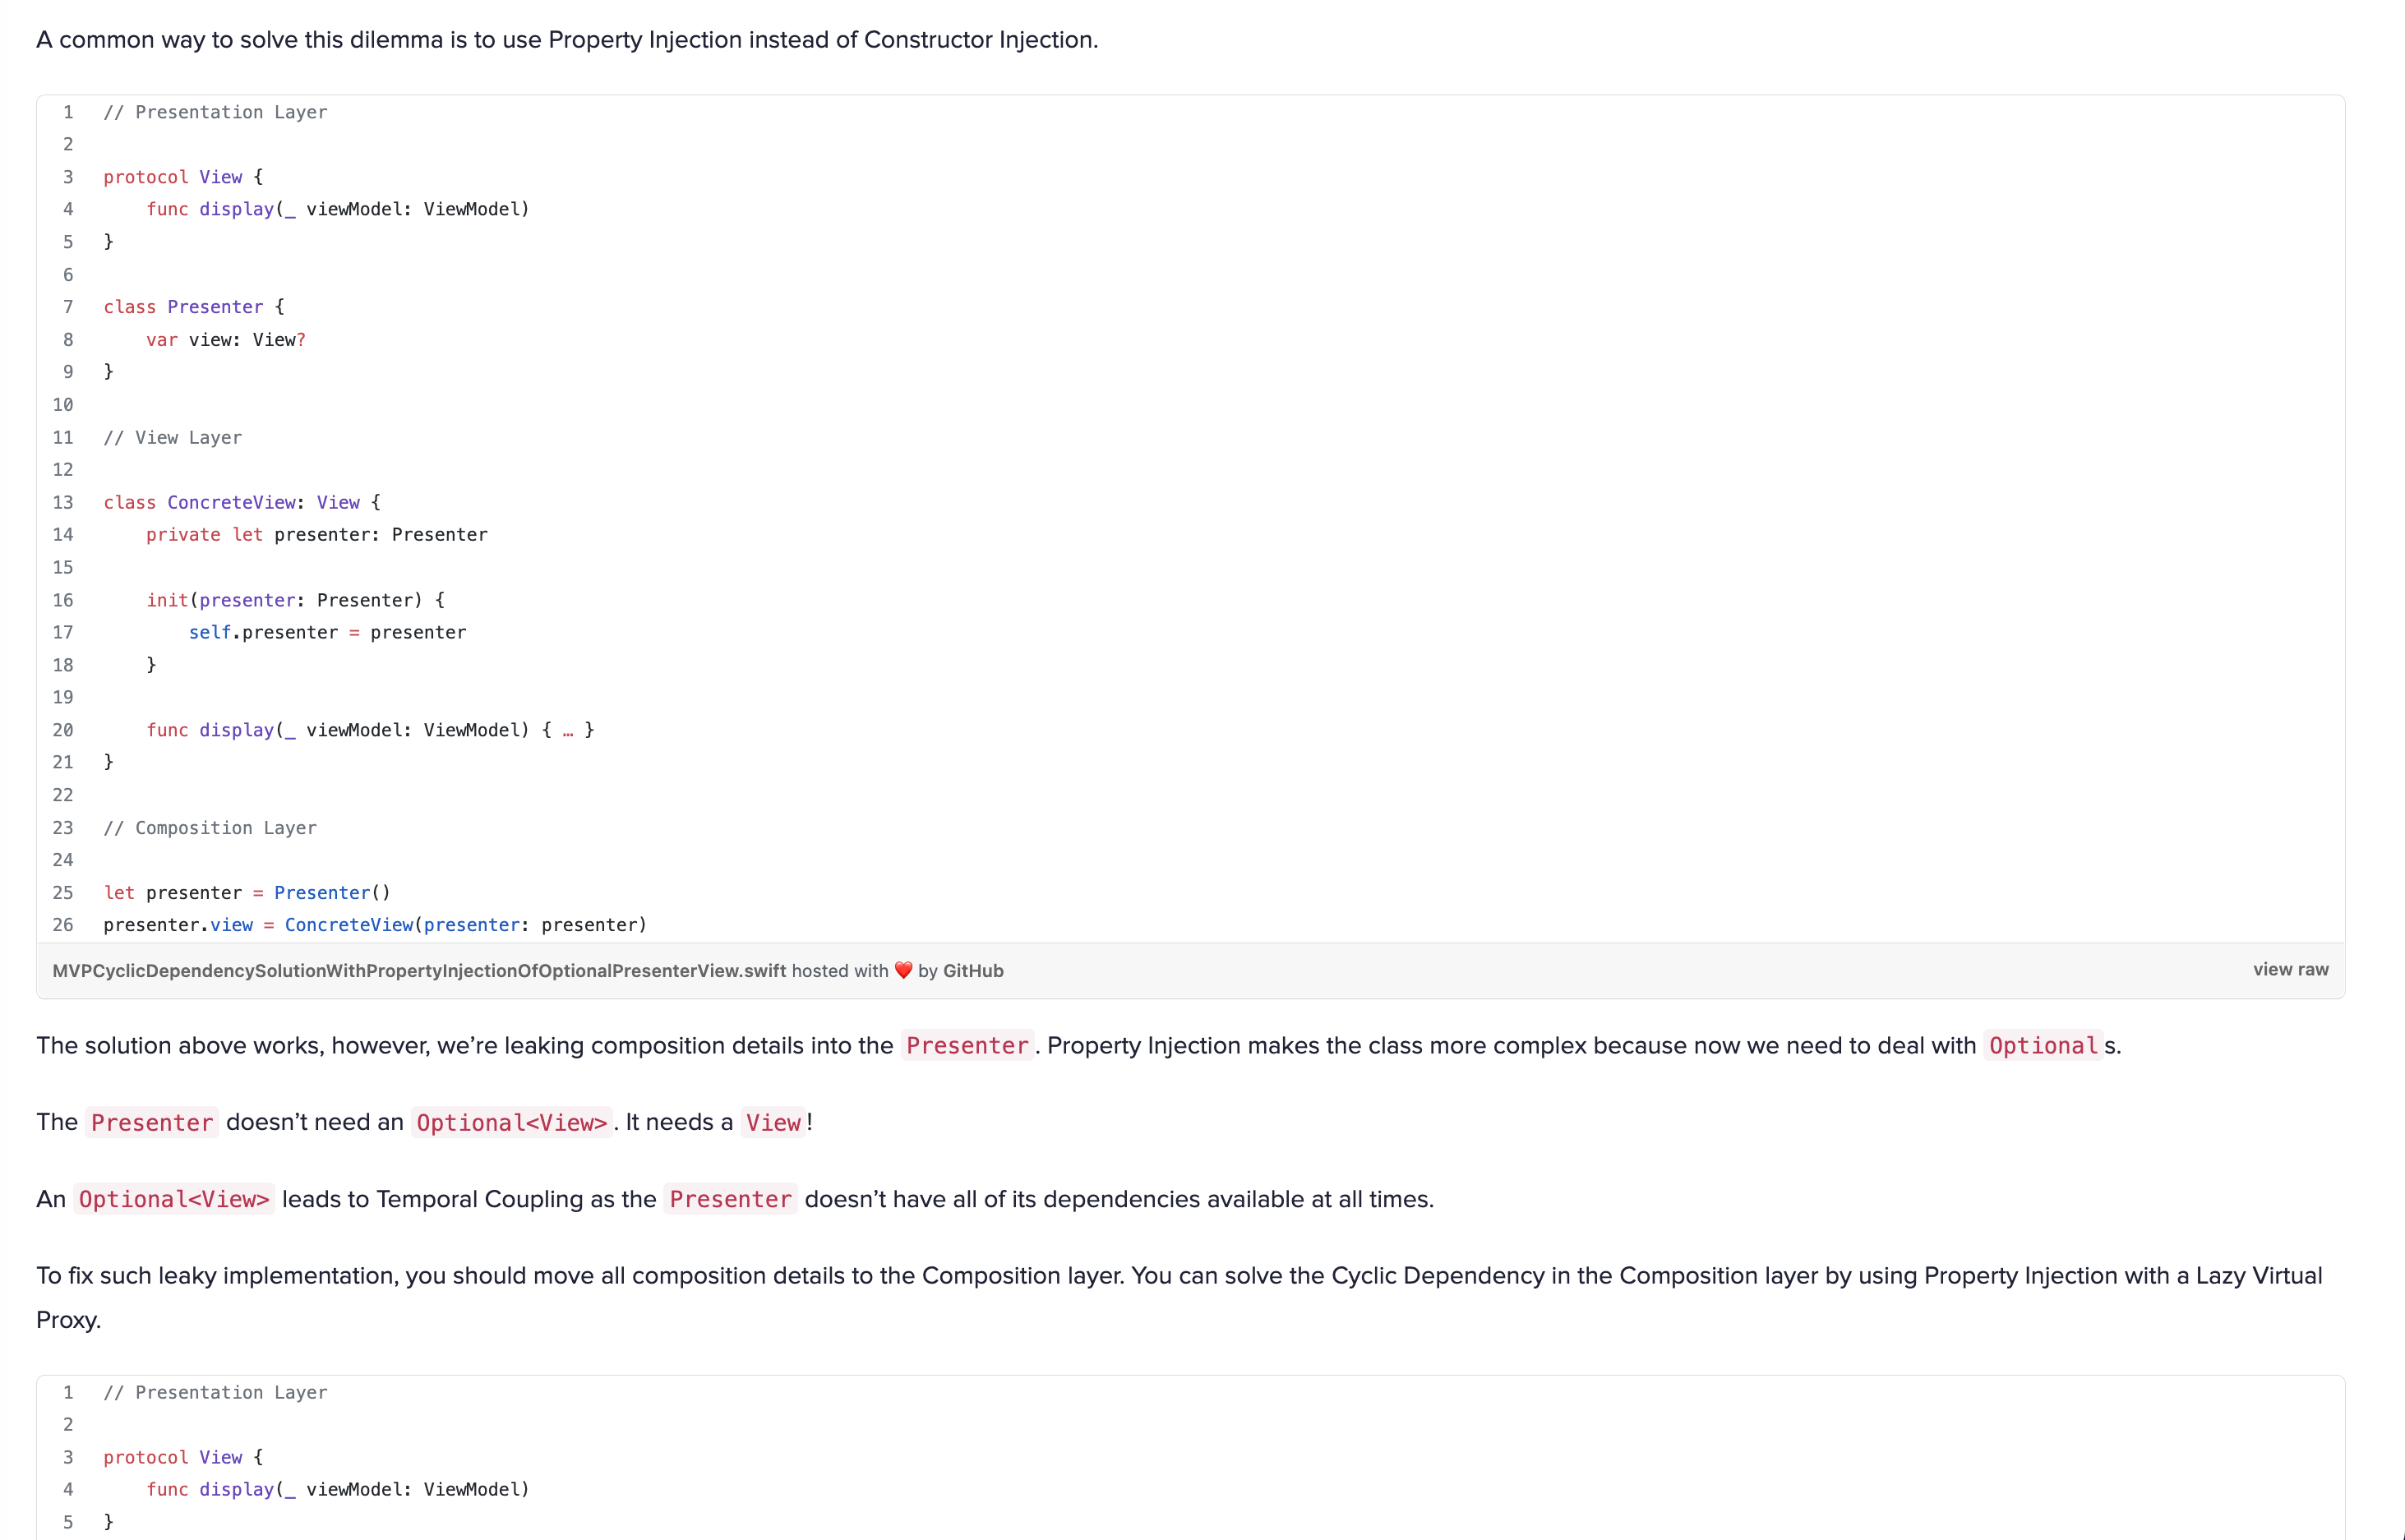 A common way to solve this dilemma is to use Property Injection instead of Constructor Injection.
1 // Presentation Layer
2
3 protocol View {
4     func display(_ viewModel: ViewModel)
5 }
6
7 class Presenter {
8     var view: View?
9 }
10
11 // View Layer
12
13 class ConcreteView: View {
14     private let presenter: Presenter
15
16     init(presenter: Presenter) {
17         self.presenter = presenter
18     }
19
20     func display(_ viewModel: ViewModel) { … }
21 }
22
23 // Composition Layer
24
25 let presenter = Presenter()
26 presenter.view = ConcreteView(presenter: presenter)
MVPCyclicDependencySolutionWithPropertyInjectionOfOptionalPresenterView.swift hosted with ❤️ by GitHub view raw
The solution above works, however, we’re leaking composition details into the Presenter. Property Injection makes the class more complex because now we need to deal with Optionals.
The Presenter doesn’t need an Optional<View>. It needs a View!
An Optional<View> leads to Temporal Coupling as the Presenter doesn’t have all of its dependencies available at all times.
To fix such leaky implementation, you should move all composition details to the Composition layer. You can solve the Cyclic Dependency in the Composition layer by using Property Injection with a Lazy Virtual
Proxy.
1 // Presentation Layer
2
3 protocol View {
4     func display(_ viewModel: ViewModel)
5 }